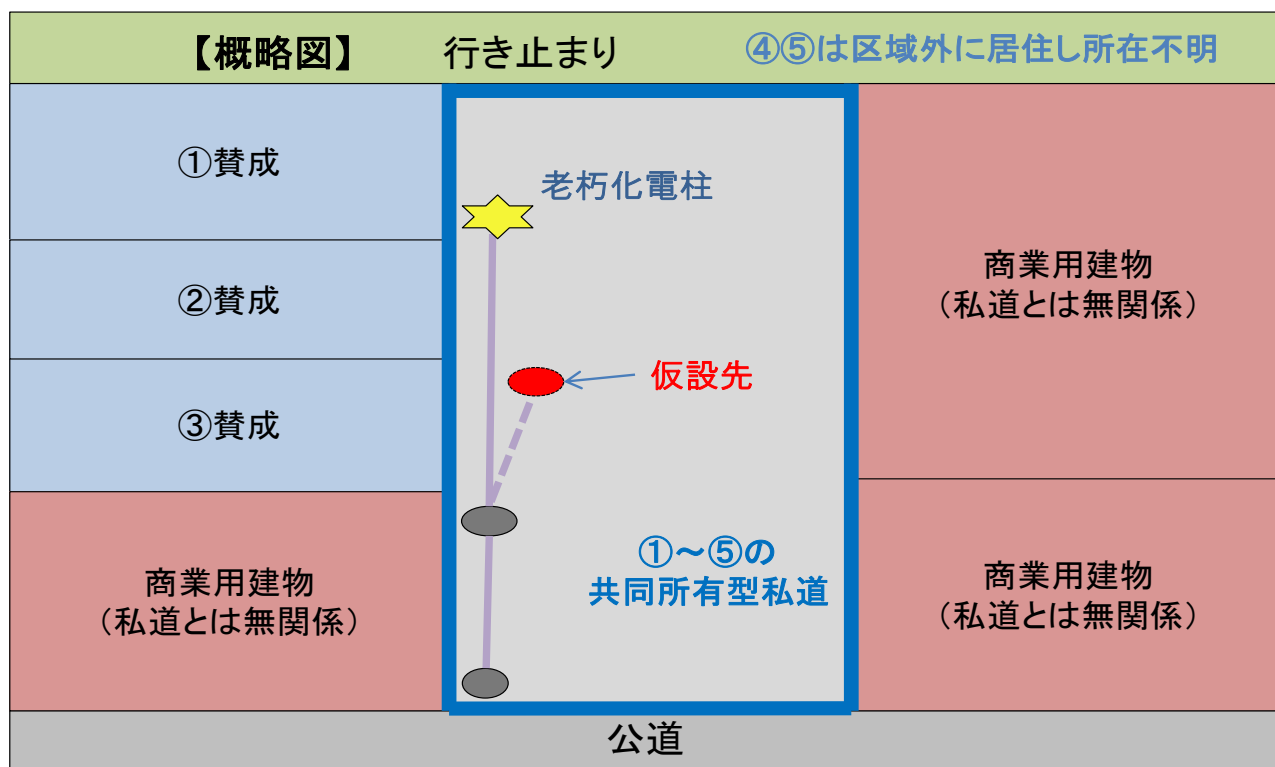 【概略図】
行き止まり
④⑤は区域外に居住し所在不明
①賛成
②賛成
③賛成
商業用建物
（私道とは無関係）
老朽化電柱
仮設先
①～⑤の
共同所有型私道
商業用建物
（私道とは無関係）
商業用建物
（私道とは無関係）
公道